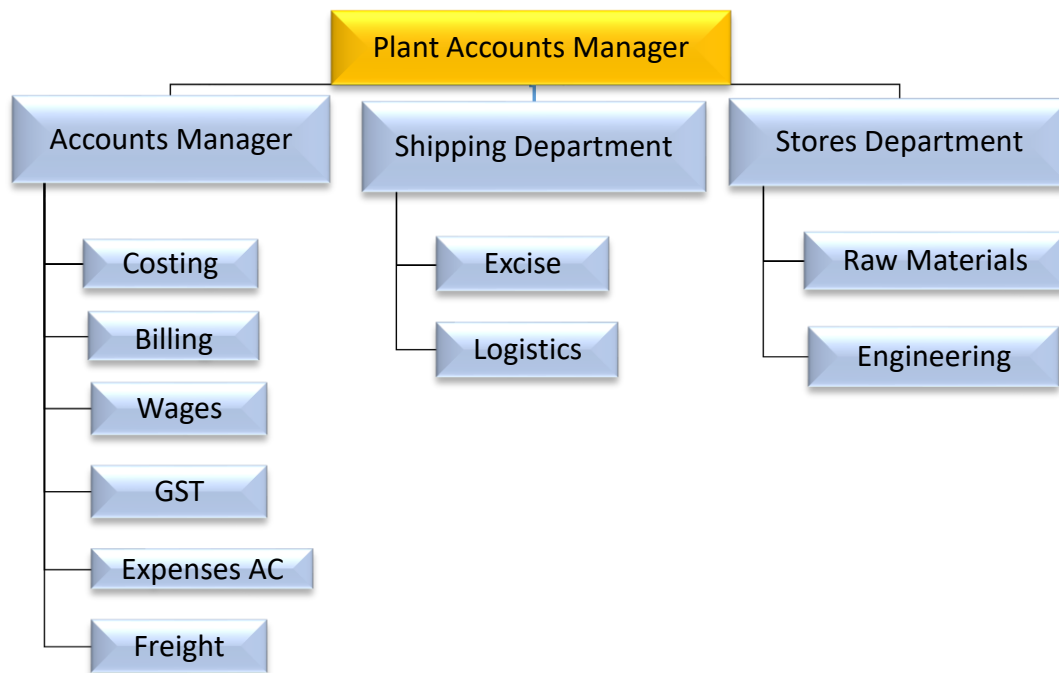 Plant Accounts Manager
Accounts Manager
Shipping Department
Stores Department
Costing
Billing
Wages
GST
Expenses AC
Freight
Excise
Logistics
Raw Materials
Engineering